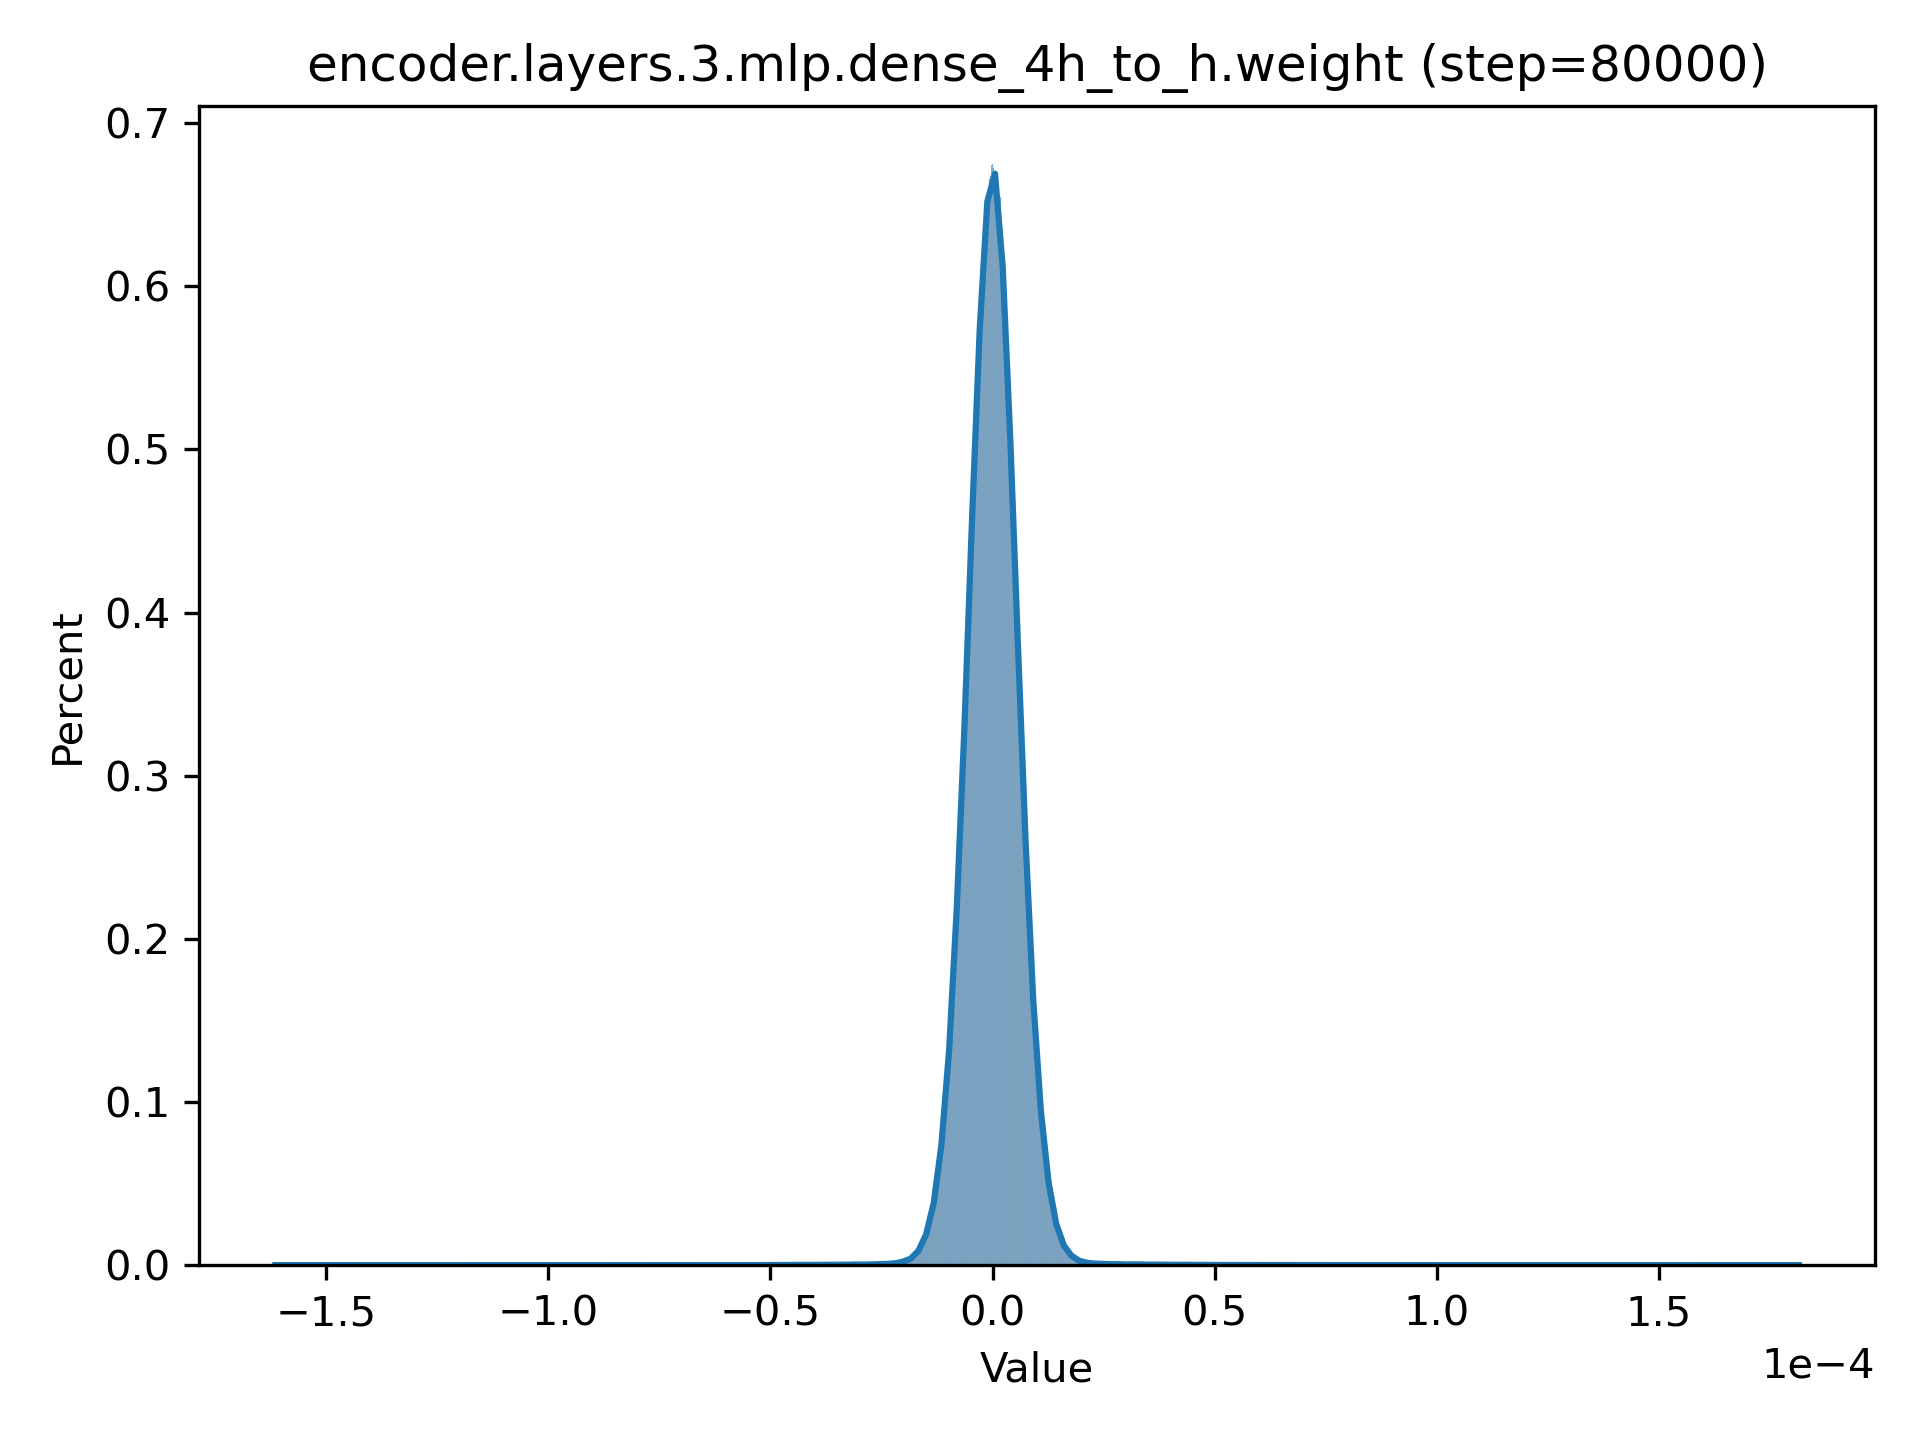 encoder.layers.3.mlp.dense_4h_to_h.weight (step=80000)
0.7
0.6
0.5
0.4
0.3
0.2
0.1
0.0
Percent
−1.5 −1.0 −0.5 0.0 0.5 1.0 1.5
1e−4
Value